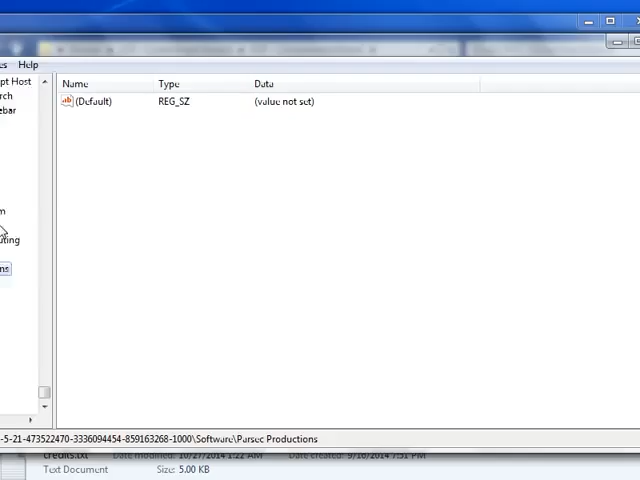 es Help
pt Host
rch
ebar
m
uting
ns
Name Type Data
ab (Default) REG_SZ (value not set)
-5-21-473522470-3336094454-859163268-1000\Software\Parsec Productions
credits.txt Date modified: 10/27/2014 1:22 AM Date created: 9/16/2014 7:51 PM
Text Document Size: 5.00 KB